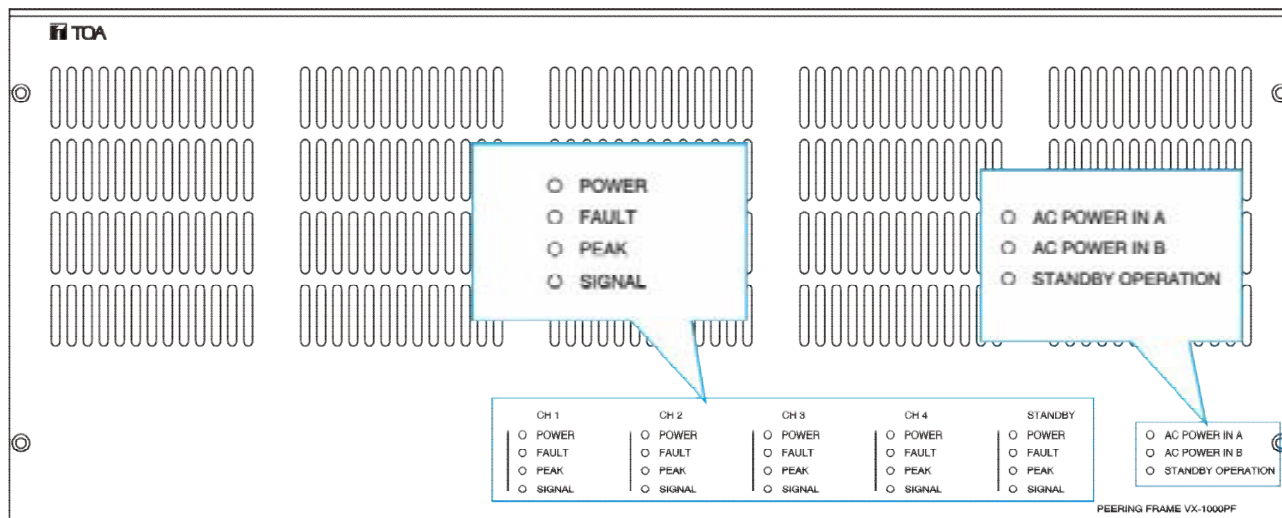 TOA
POWER
FAULT
PEAK
SIGNAL
AC POWER IN A
AC POWER IN B
STANDBY OPERATION
CH 1
POWER
FAULT
PEAK
SIGNAL
CH 2
POWER
FAULT
PEAK
SIGNAL
CH 3
POWER
FAULT
PEAK
SIGNAL
CH 4
POWER
FAULT
PEAK
SIGNAL
STANDBY
POWER
FAULT
PEAK
SIGNAL
AC POWER IN A
AC POWER IN B
STANDBY OPERATION
PEERING FRAME VX-1000PF